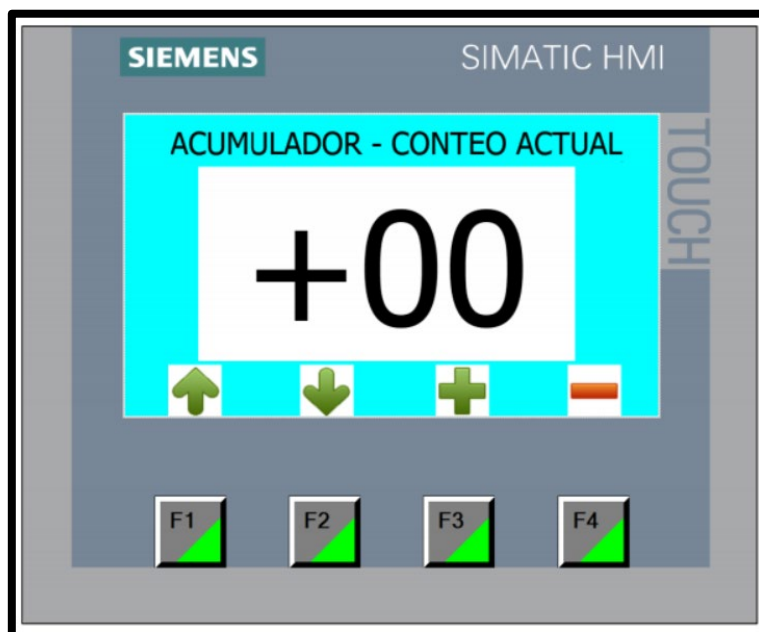 SIEMENS
SIMATIC HMI
TOUCH
ACUMULADOR - CONTEO ACTUAL
+00
F1
F2
F3
F4